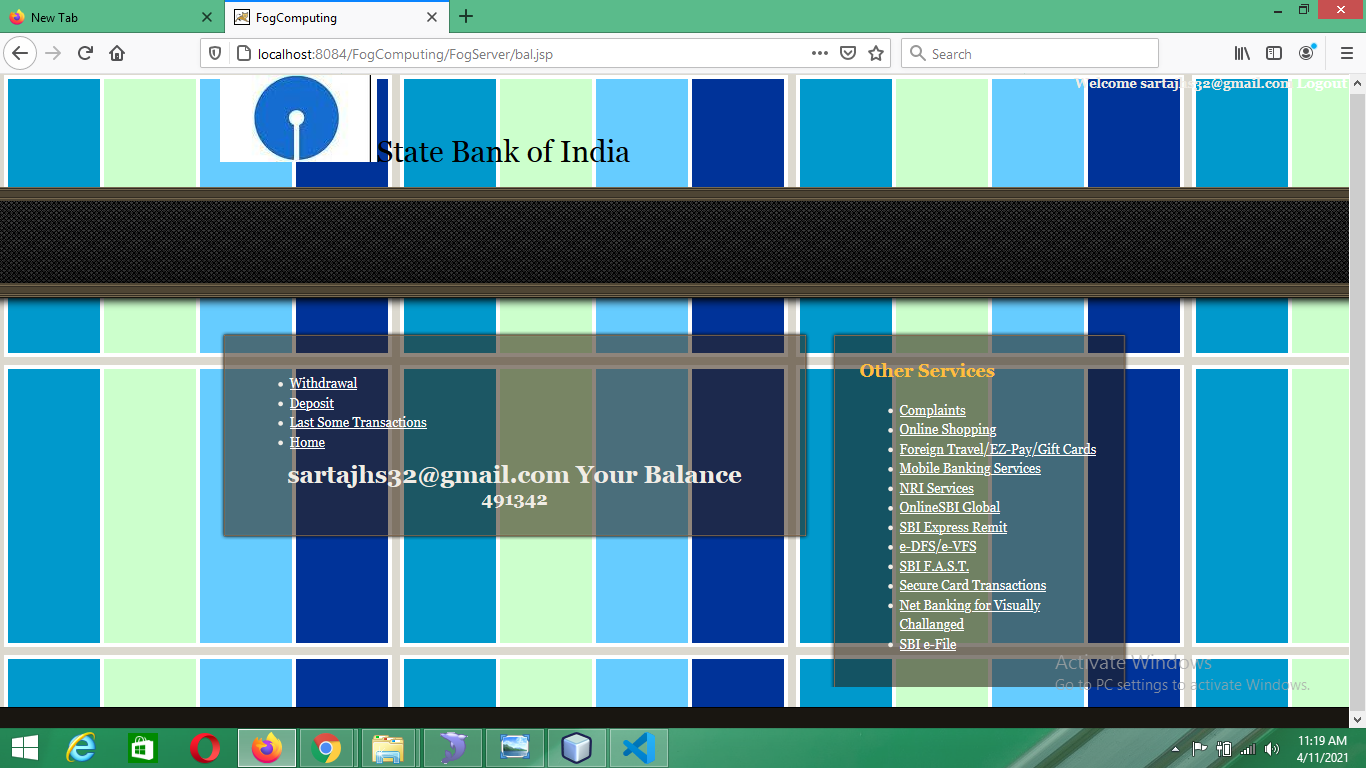 New Tab
FogComputing
localhost:8084/FogComputing/FogServer/bal.jsp
Search
Welcome sartajhs32@gmail.com Logout
State Bank of India
Withdrawal
Deposit
Last Some Transactions
Home
sartajhs32@gmail.com Your Balance
491342
Other Services
Complaints
Online Shopping
Foreign Travel/EZ-Pay/Gift Cards
Mobile Banking Services
NRI Services
OnlineSBI Global
SBI Express Remit
e-DFS/e-VFS
SBI F.A.S.T.
Secure Card Transactions
Net Banking for Visually
Challanged
SBI e-File
Activate Windows
Go to PC settings to activate Windows.
11:19 AM
4/11/2021